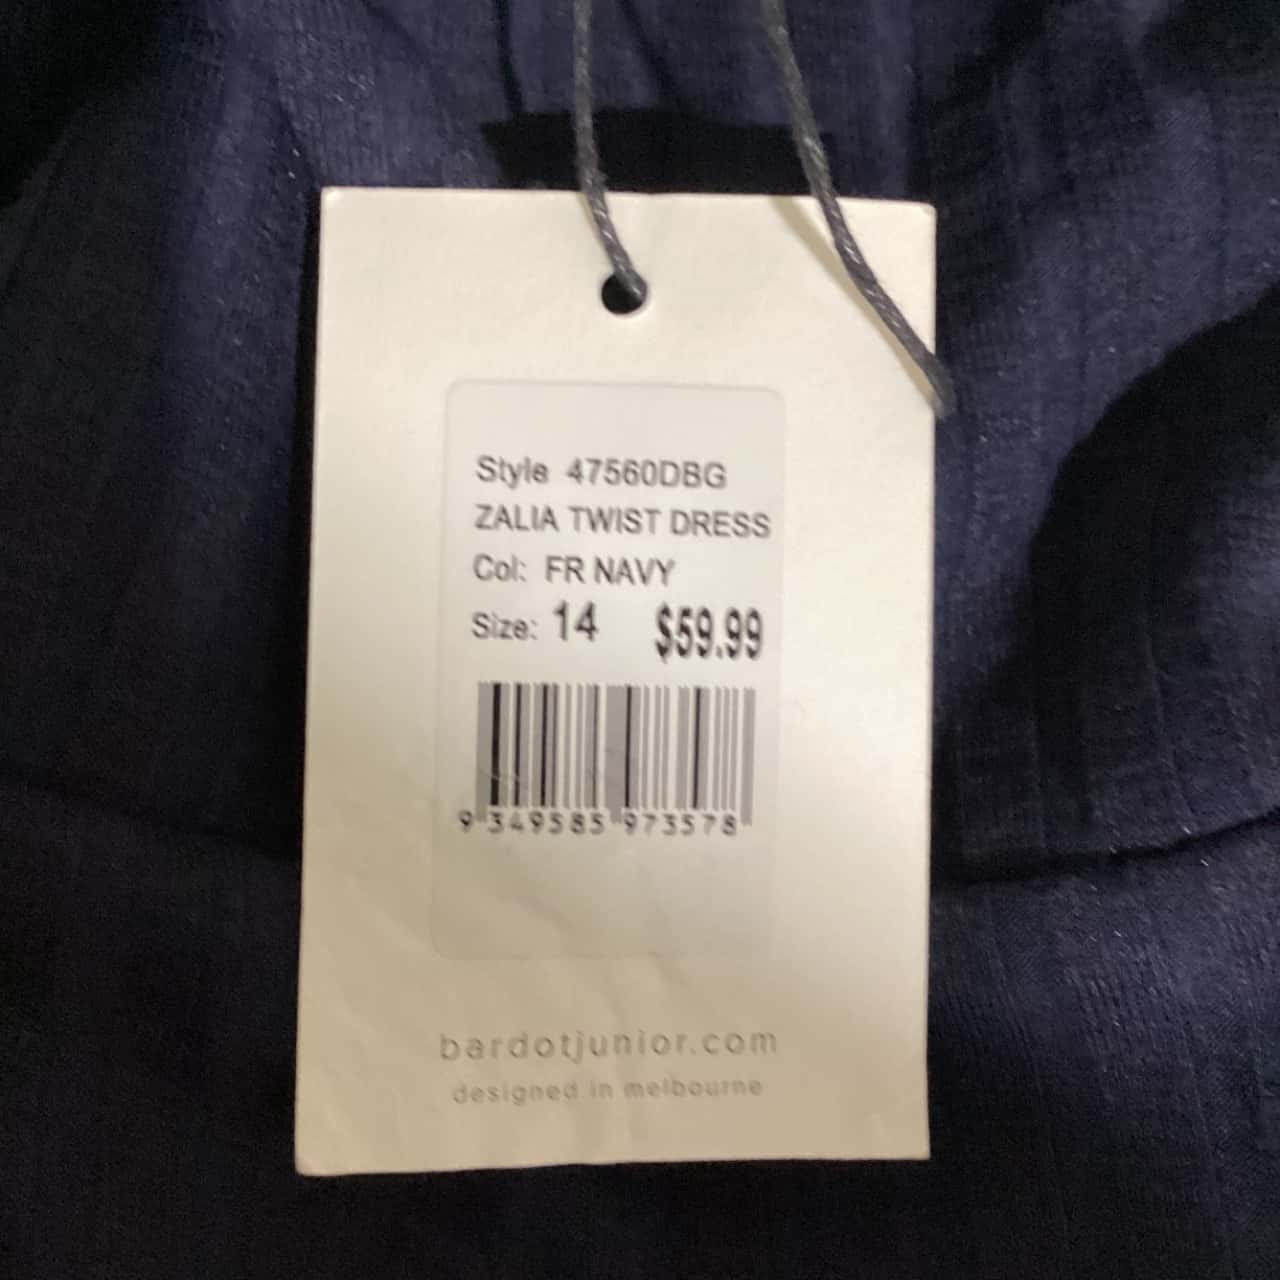 Style 47560DBG
ZALIA TWIST DRESS
Col: FR NAVY
Size: 14 $59.99
9 349585 973578
bardotjunior.com
designed in melbourne